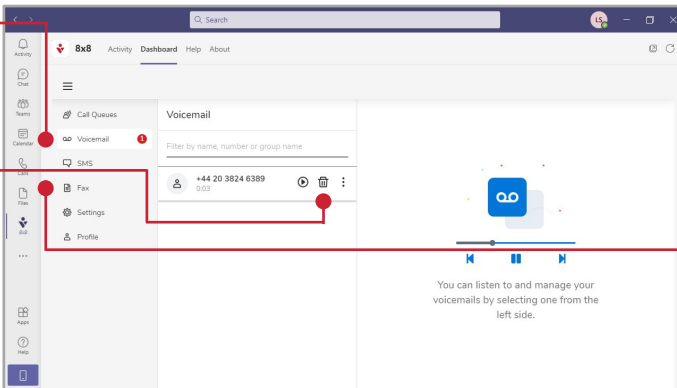 Search
LS
Activity
Chat
Teams
Calendar
Calls
Files
8x8
Apps
Help
8x8 Activity Dashboard Help About
Call Queues
Voicemail 1
SMS
Fax
Settings
Profile
Voicemail
Filter by name, number or group name
+44 20 3824 6389
0:03
You can listen to and manage your
voicemails by selecting one from the
left side.